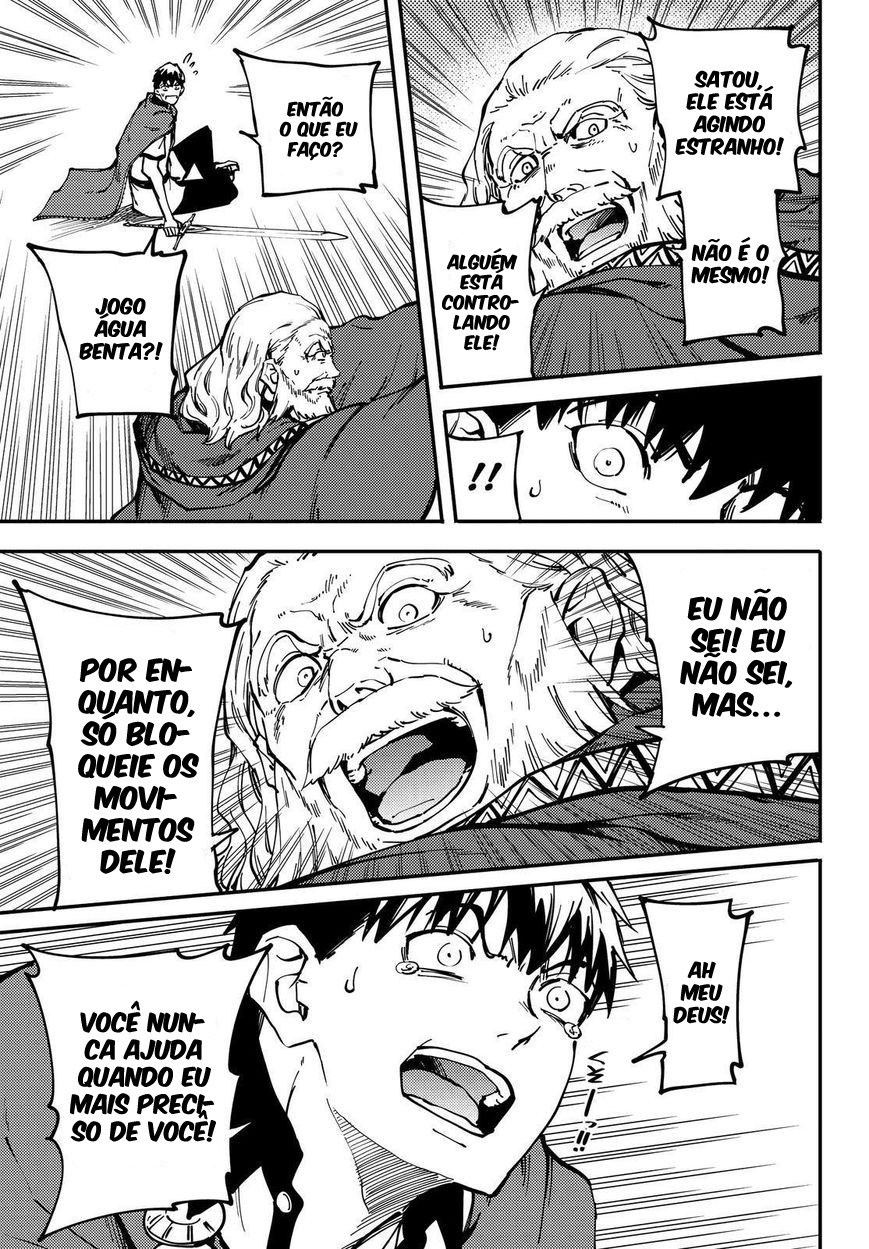 SATOU,
ELE ESTÁ
AGINDO
ESTRANHO!
NÃO É O
MESMO!
ALGUÉM
ESTÁ
CONTRO-
LANDO
ELE!
ENTÃO
O QUE EU
FAÇO?
JOGO
ÁGUA
BENTA?!
!!
EU NÃO
SEI! EU
NÃO SEI,
MAS...
POR EN-
QUANTO,
SÓ BLO-
QUEIE OS
MOVI-
MENTOS
DELE!
AH
MEU
DEUS!
VOCÊ NUN-
CA AJUDA
QUANDO EU
MAIS PRECI-
SO DE VOCÊ!